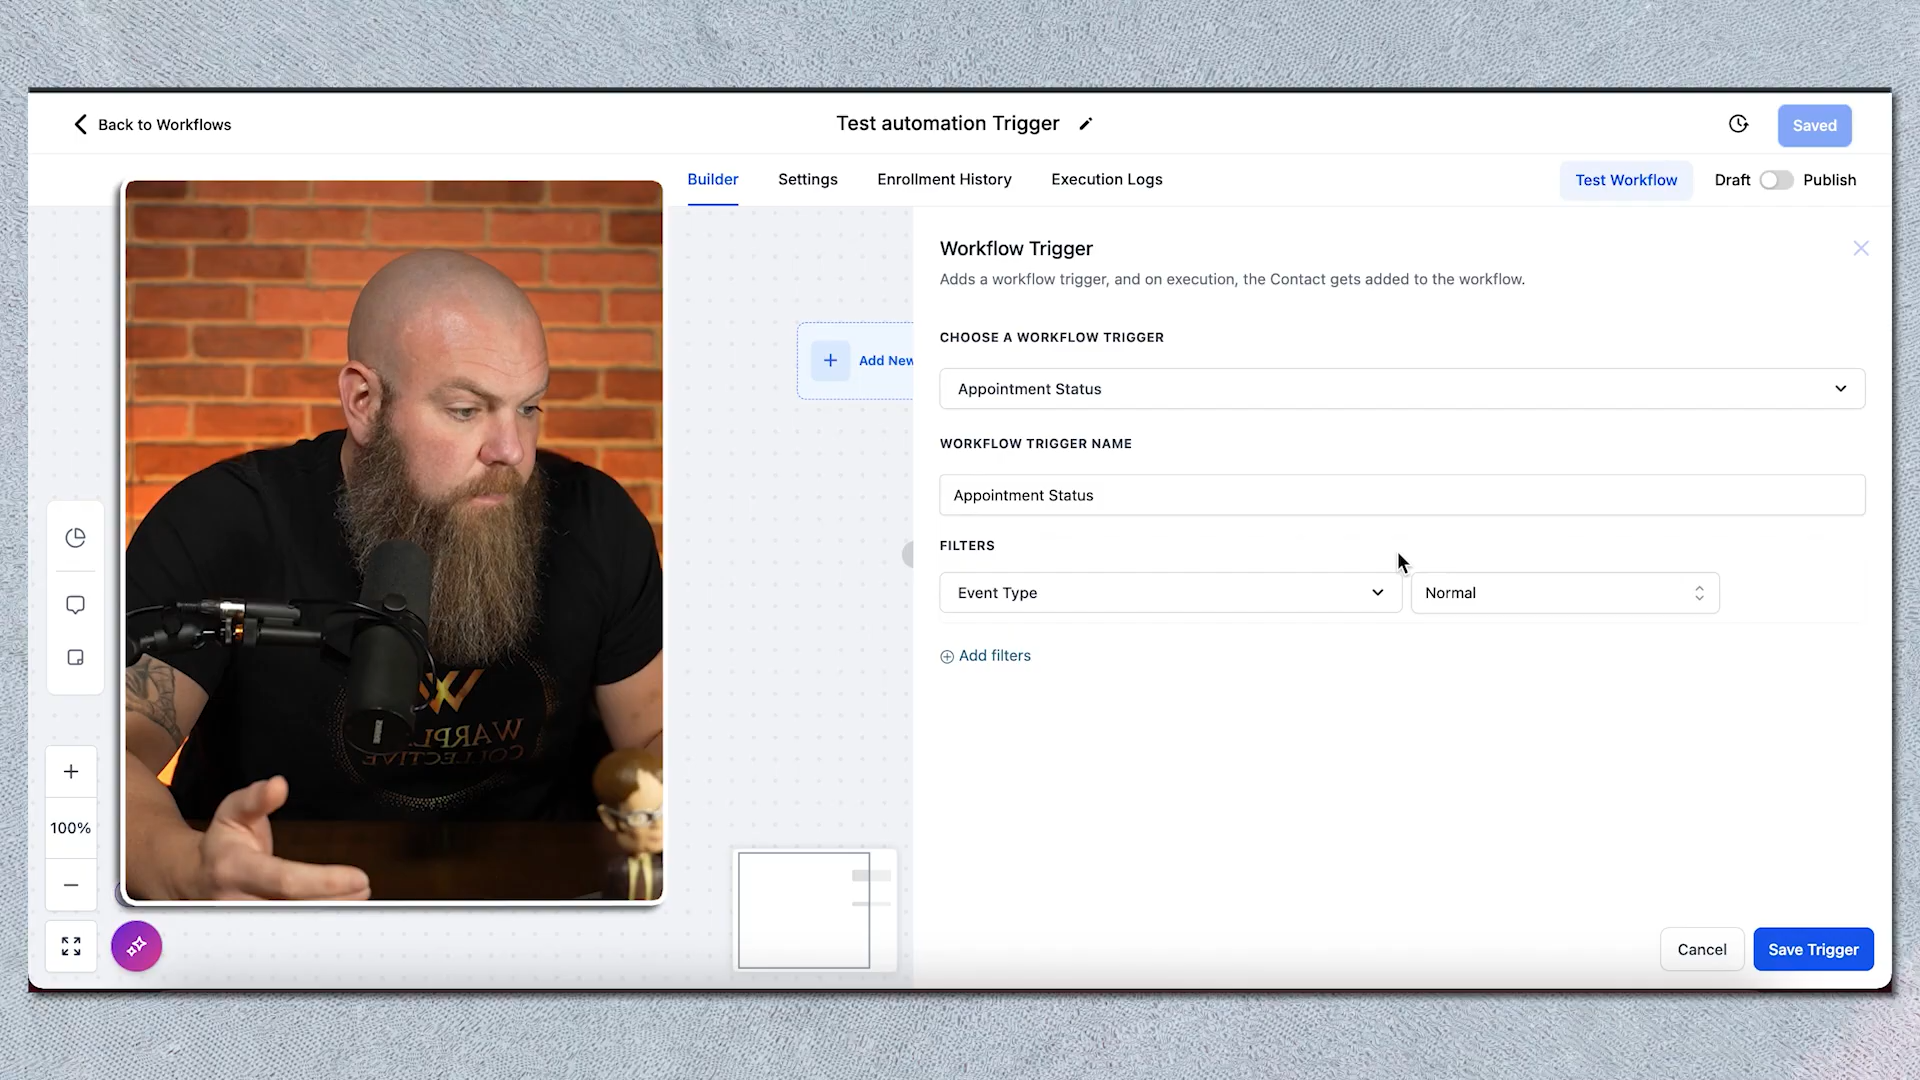 Back to Workflows
Test automation Trigger
Saved
Builder
Settings
Enrollment History
Execution Logs
Test Workflow
Draft
Publish
Workflow Trigger
Adds a workflow trigger, and on execution, the Contact gets added to the workflow.
Add New
CHOOSE A WORKFLOW TRIGGER
Appointment Status
WORKFLOW TRIGGER NAME
Appointment Status
FILTERS
Event Type
Normal
Add filters
100%
WARPL
COLLECTIVE
Cancel
Save Trigger